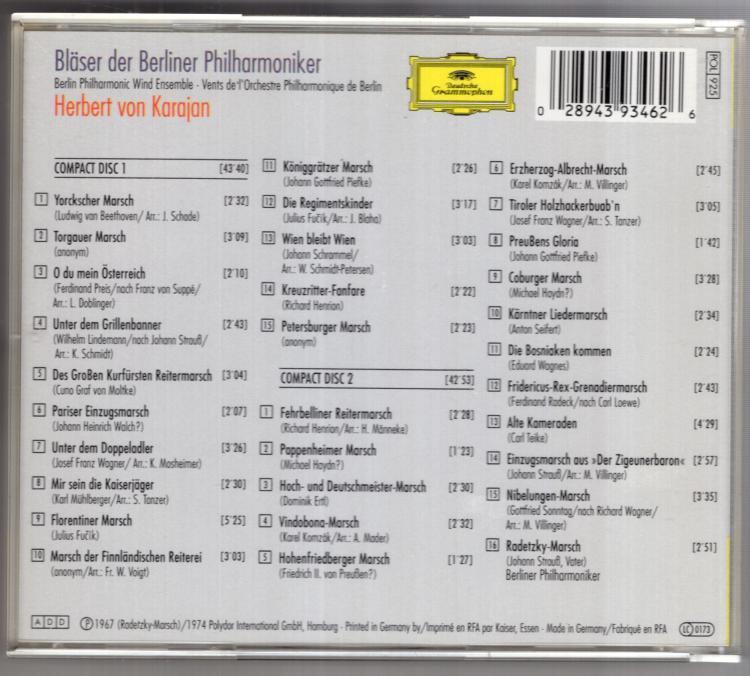 Bläser der Berliner Philharmoniker
Berlin Philharmonic Wind Ensemble · Vents de l'Orchestre Philharmonique de Berlin
Herbert von Karajan
Deutsche
Grammophon
0 28943 93462 6
POL 925
COMPACT DISC 1 [43'40]
1 Yorckscher Marsch [2'32]
(Ludwig van Beethoven/ Arr.: J. Schade)
2 Torgauer Marsch [3'09]
(anonym)
3 O du mein Österreich [2'10]
(Ferdinand Preis/nach Franz von Suppé/
Arr.: L. Doblinger)
4 Unter dem Grillenbanner [2'43]
(Wilhelm Lindemann/nach Johann Strauß/
Arr.: K. Schmidt)
5 Des Großen Kurfürsten Reitermarsch [3'04]
(Cuno Graf von Moltke)
6 Pariser Einzugsmarsch [2'07]
(Johann Heinrich Walch?)
7 Unter dem Doppeladler [3'26]
(Josef Franz Wagner/ Arr.: K. Mosheimer)
8 Mir sein die Kaiserjäger [2'30]
(Karl Mühlberger/Arr.: S. Tanzer)
9 Florentiner Marsch [5'25]
(Julius Fučik)
10 Marsch der Finnländischen Reiterei [3'03]
(anonym/Arr.: Fr. W. Voigt)
11 Königgrätzer Marsch [2'26]
(Johann Gottfried Piefke)
12 Die Regimentskinder [3'17]
(Julius Fučik/Arr.: J. Blaha)
13 Wien bleibt Wien [3'03]
(Johann Schrammel/
Arr.: W. Schmidt-Petersen)
14 Kreuzritter-Fanfare [2'22]
(Richard Henrion)
15 Petersburger Marsch [2'23]
(anonym)
COMPACT DISC 2 [42'53]
1 Fehrbelliner Reitermarsch [2'28]
(Richard Henrion/Arr.: H. Männeke)
2 Pappenheimer Marsch [1'23]
(Michael Haydn?)
3 Hoch- und Deutschmeister-Marsch [2'30]
(Dominik Ertl)
4 Vindobona-Marsch [2'32]
(Karel Komzák/Arr.: A. Mader)
5 Hohenfriedberger Marsch [1'27]
(Friedrich II. von Preußen?)
6 Erzherzog-Albrecht-Marsch [2'45]
(Karel Komzák/Arr.: M. Villinger)
7 Tiroler Holzhackerbuab'n [3'05]
(Josef Franz Wagner/Arr.: S. Tanzer)
8 Preußens Gloria [1'42]
(Johann Gottfried Piefke)
9 Coburger Marsch [3'28]
(Michael Haydn?)
10 Kärntner Liedermarsch [2'34]
(Anton Seifert)
11 Die Bosniaken kommen [2'24]
(Eduard Wagnes)
12 Fridericus-Rex-Grenadiermarsch [2'43]
(Ferdinand Radeck/nach Carl Loewe)
13 Alte Kameraden [4'29]
(Carl Teike)
14 Einzugsmarsch aus »Der Zigeunerbaron« [2'57]
(Johann Strauß/Arr.: M. Villinger)
15 Nibelungen-Marsch [3'35]
(Gottfried Sonntag/nach Richard Wagner/
Arr.: M. Villinger)
16 Radetzky-Marsch [2'51]
(Johann Strauß, Vater)
Berliner Philharmoniker
ADD Ⓟ 1967 (Radetzky-Marsch)/1974 Polydor International GmbH, Hamburg · Printed in Germany by/Imprimé en RFA par Kaiser, Essen · Made in Germany/Fabriqué en RFA LC 0173